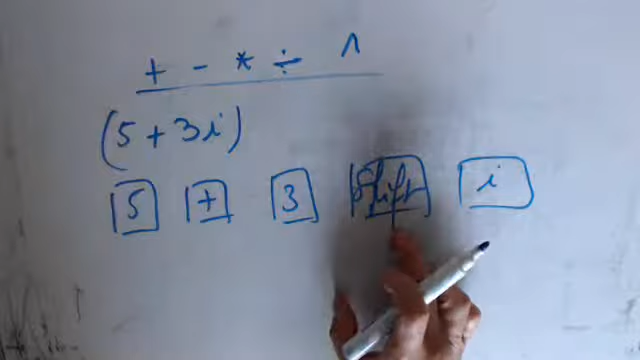 + - * ÷ ^
(5+3i)
5 + 3 Shift i